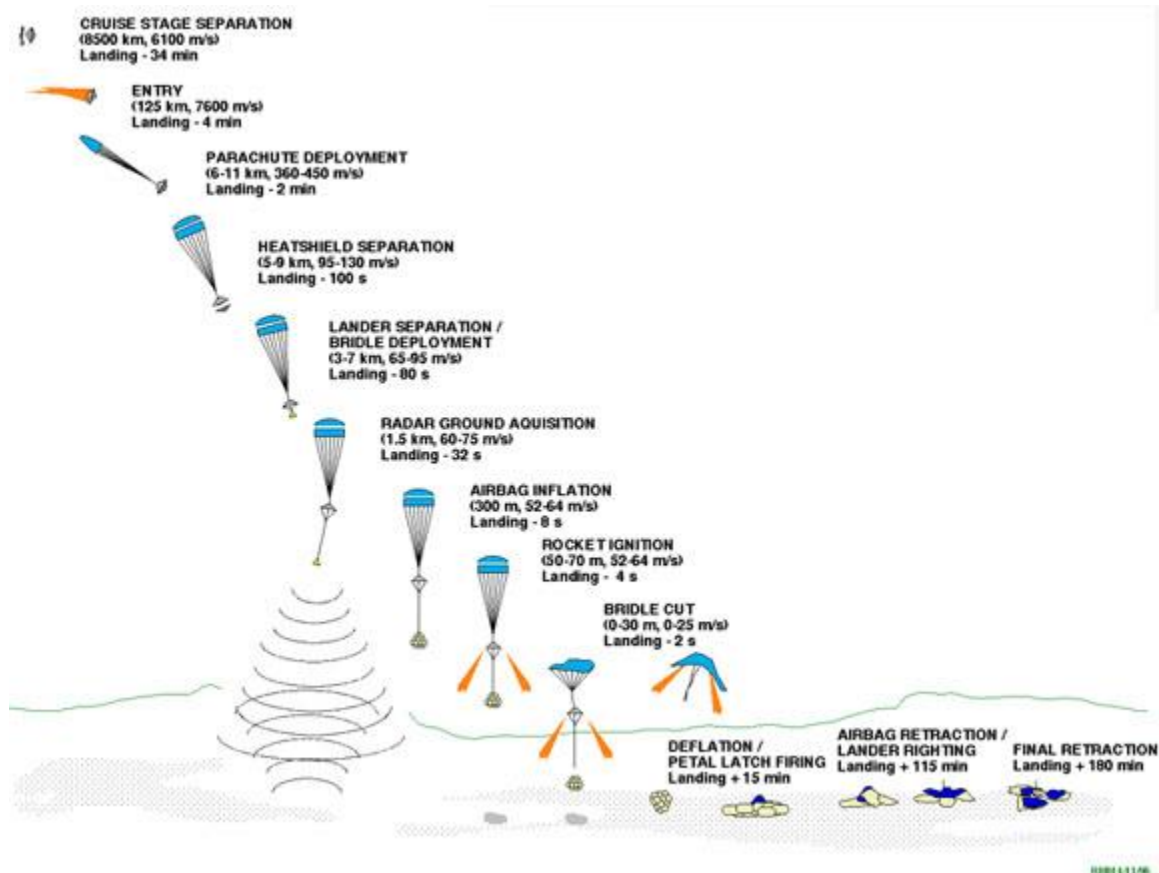 CRUISE STAGE SEPARATION
(8500 km, 6100 m/s)
Landing - 34 min
ENTRY
(125 km, 7600 m/s)
Landing - 4 min
PARACHUTE DEPLOYMENT
(6-11 km, 360-450 m/s)
Landing - 2 min
HEATSHIELD SEPARATION
(5-9 km, 95-130 m/s)
Landing - 100 s
LANDER SEPARATION /
BRIDLE DEPLOYMENT
(3-7 km, 65-95 m/s)
Landing - 80 s
RADAR GROUND AQUISITION
(1.5 km, 60-75 m/s)
Landing - 32 s
AIRBAG INFLATION
(300 m, 52-64 m/s)
Landing - 8 s
ROCKET IGNITION
(50-70 m, 52-64 m/s)
Landing - 4 s
BRIDLE CUT
(0-30 m, 0-25 m/s)
Landing - 2 s
DEFLATION /
PETAL LATCH FIRING
Landing + 15 min
AIRBAG RETRACTION /
LANDER RIGHTING
Landing + 115 min
FINAL RETRACTION
Landing + 180 min